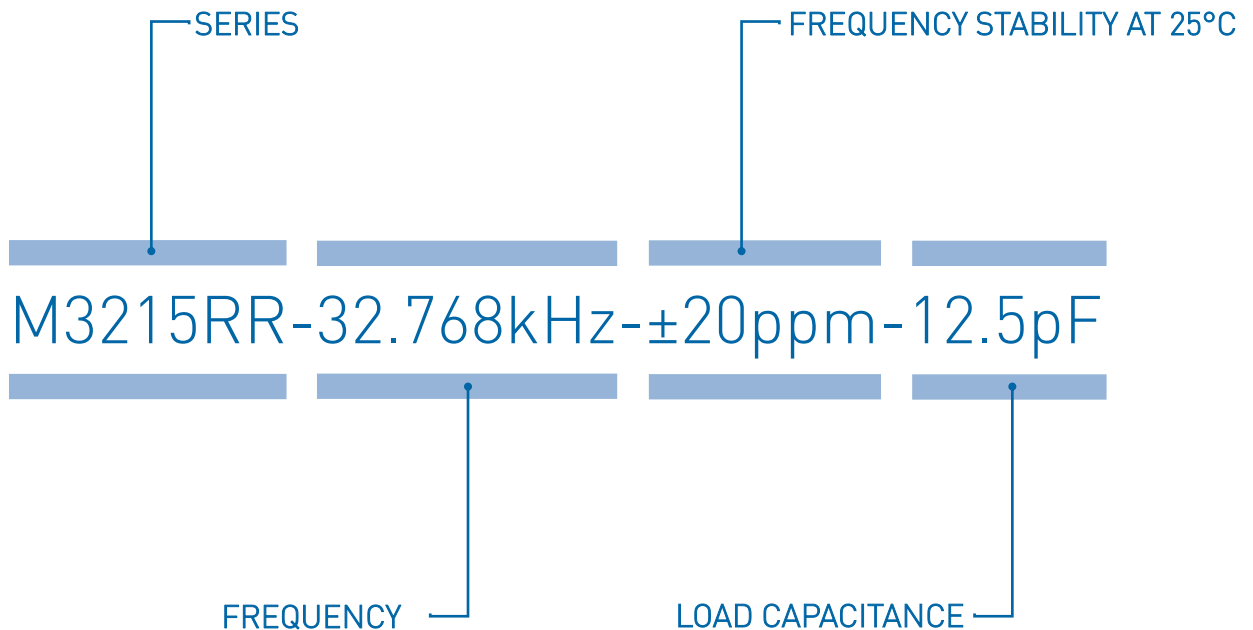 SERIES
FREQUENCY STABILITY AT 25°C
M3215RR-32.768kHz-±20ppm-12.5pF
FREQUENCY
LOAD CAPACITANCE